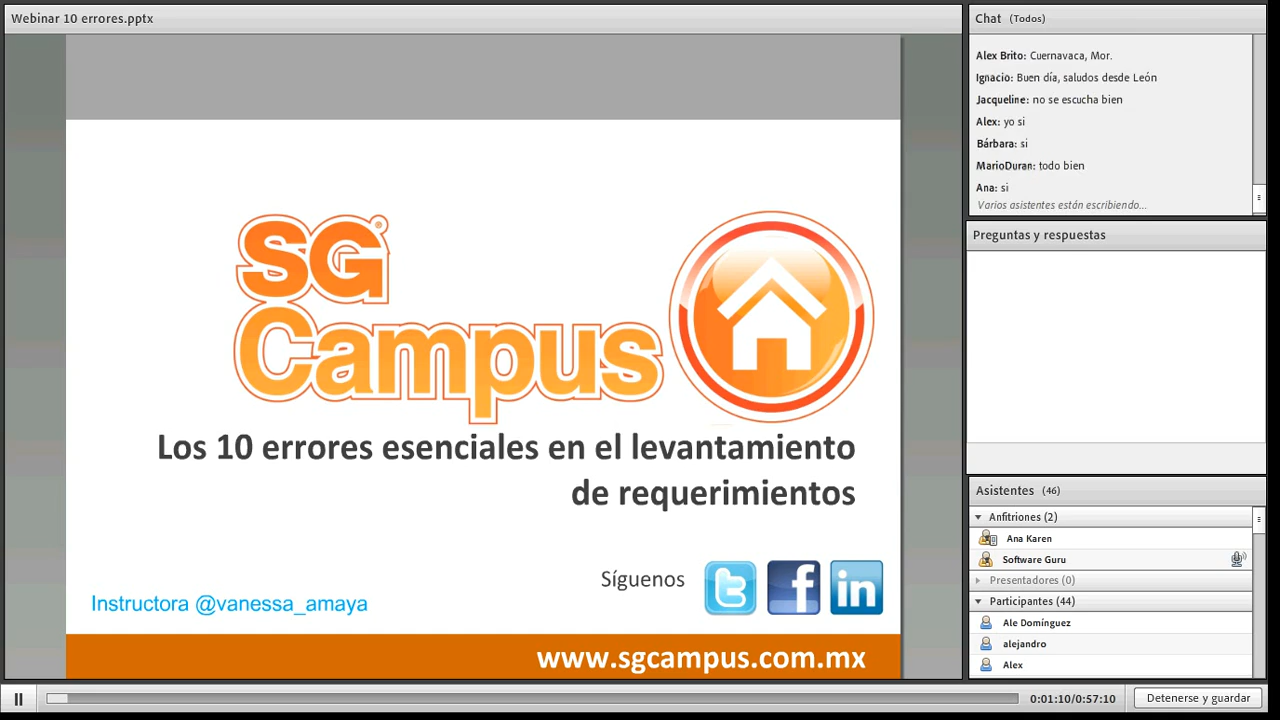 Webinar 10 errores.pptx
SG
Campus
Los 10 errores esenciales en el levantamiento
de requerimientos
Síguenos
Instructora @vanessa_amaya
www.sgcampus.com.mx
Chat (Todos)
Alex Brito: Cuernavaca, Mor.
Ignacio: Buen día, saludos desde León
Jacqueline: no se escucha bien
Alex: yo si
Bárbara: si
MarioDuran: todo bien
Ana: si
Varios asistentes están escribiendo...
Preguntas y respuestas
Asistentes (46)
Anfitriones (2)
Ana Karen
Software Guru
Presentadores (0)
Participantes (44)
Ale Domínguez
alejandro
Alex
0:01:10/0:57:10
Detenerse y guardar